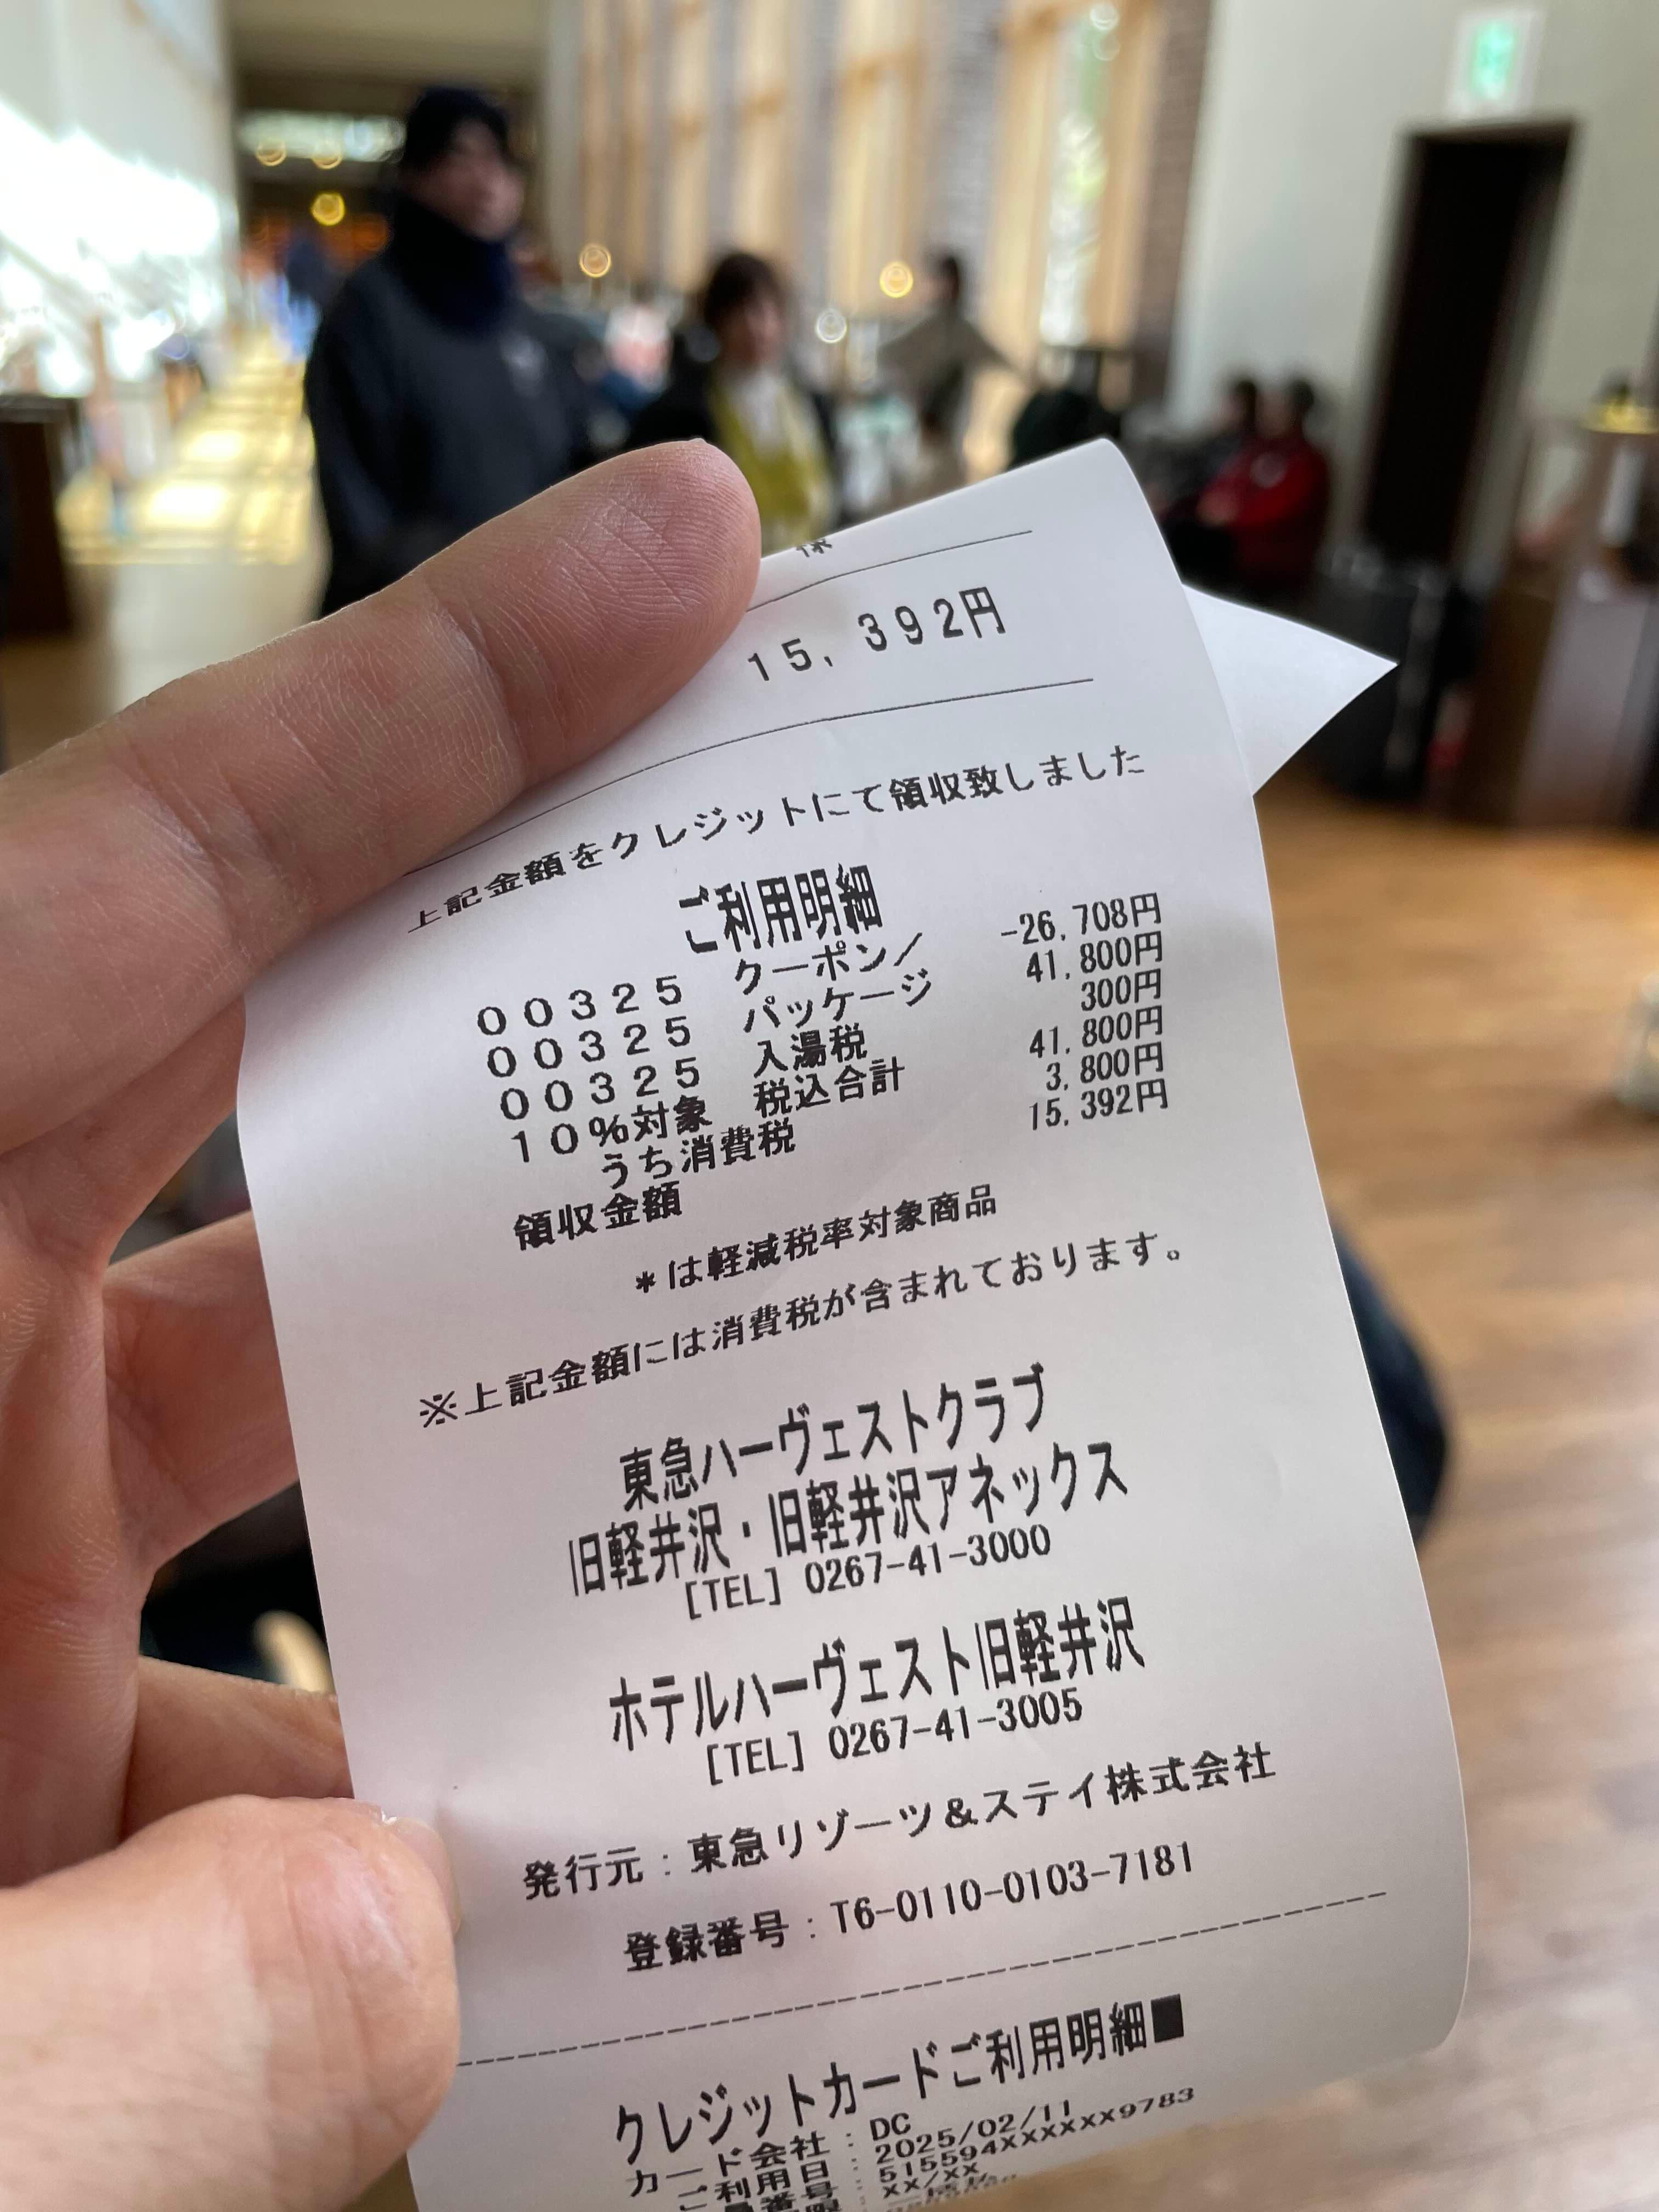 様
15,392円
上記金額をクレジットにて領収致しました
ご利用明細
00325 クーポン／ -26,708円
00325 パッケージ 41,800円
00325 入湯税 300円
10%対象 税込合計 41,800円
うち消費税 3,800円
領収金額 15,392円
*は軽減税率対象商品
※上記金額には消費税が含まれております。
東急ハーヴェストクラブ
旧軽井沢・旧軽井沢アネックス
[TEL] 0267-41-3000
ホテルハーヴェスト旧軽井沢
[TEL] 0267-41-3005
発行元：東急リゾーツ＆ステイ株式会社
登録番号：T6-0110-0103-7181
クレジットカードご利用明細■
カード会社：DC
ご利用日：2025/02/11
員番号：515594xxxxxx9783
限：xx/xx